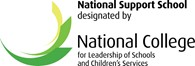 National Support School
designated by
National College
for Leadership of Schools
and Children's Services